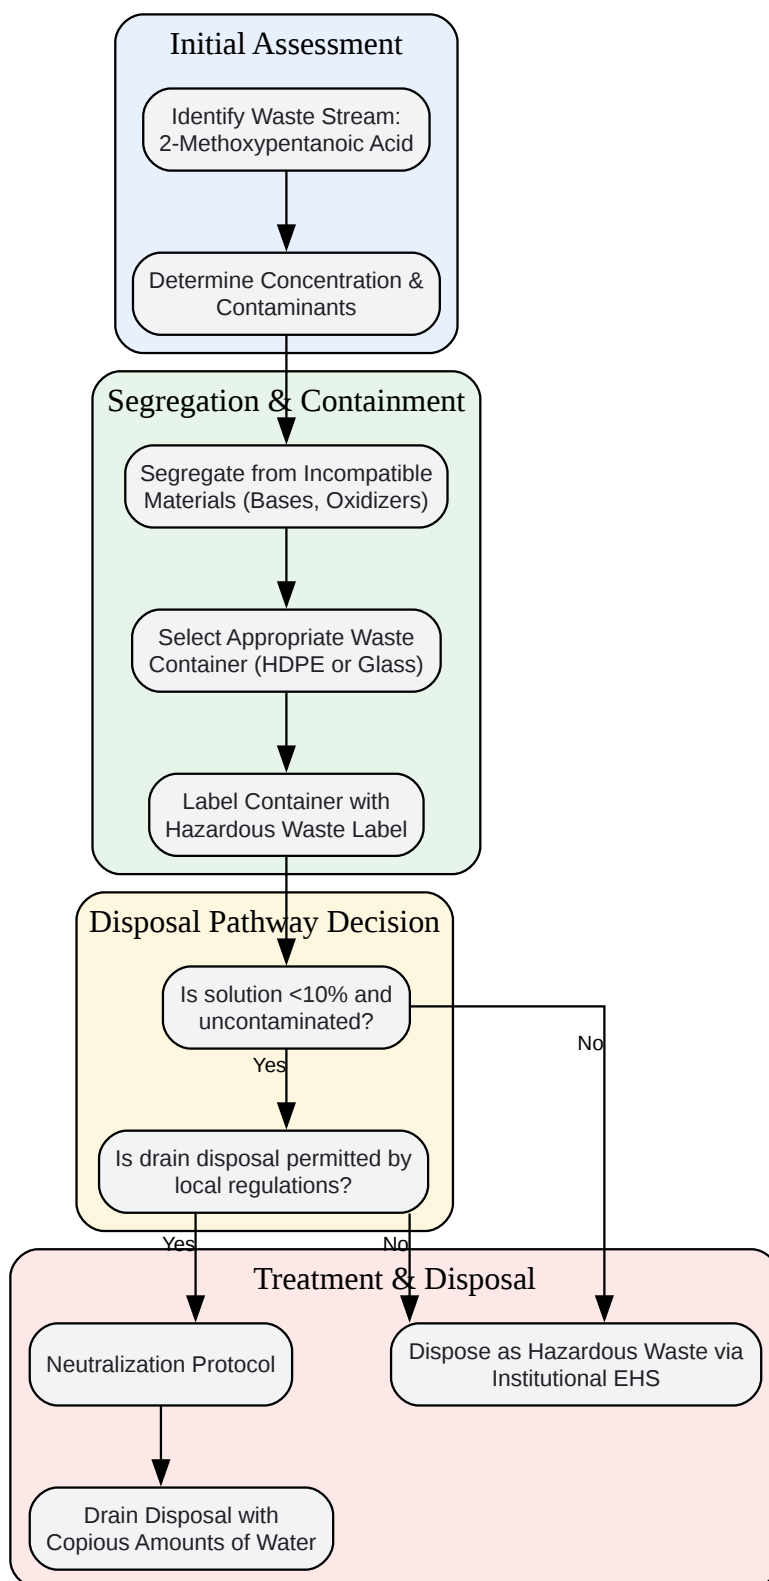 Initial Assessment
Identify Waste Stream:
2-Methoxypentanoic Acid
Determine Concentration &
Contaminants
Segregation & Containment
Segregate from Incompatible
Materials (Bases, Oxidizers)
Select Appropriate Waste
Container (HDPE or Glass)
Label Container with
Hazardous Waste Label
Disposal Pathway Decision
Is solution <10% and
uncontaminated?
No
Yes
Is drain disposal permitted by
local regulations?
Yes
No
Treatment & Disposal
Neutralization Protocol
Dispose as Hazardous Waste via
Institutional EHS
Drain Disposal with
Copious Amounts of Water